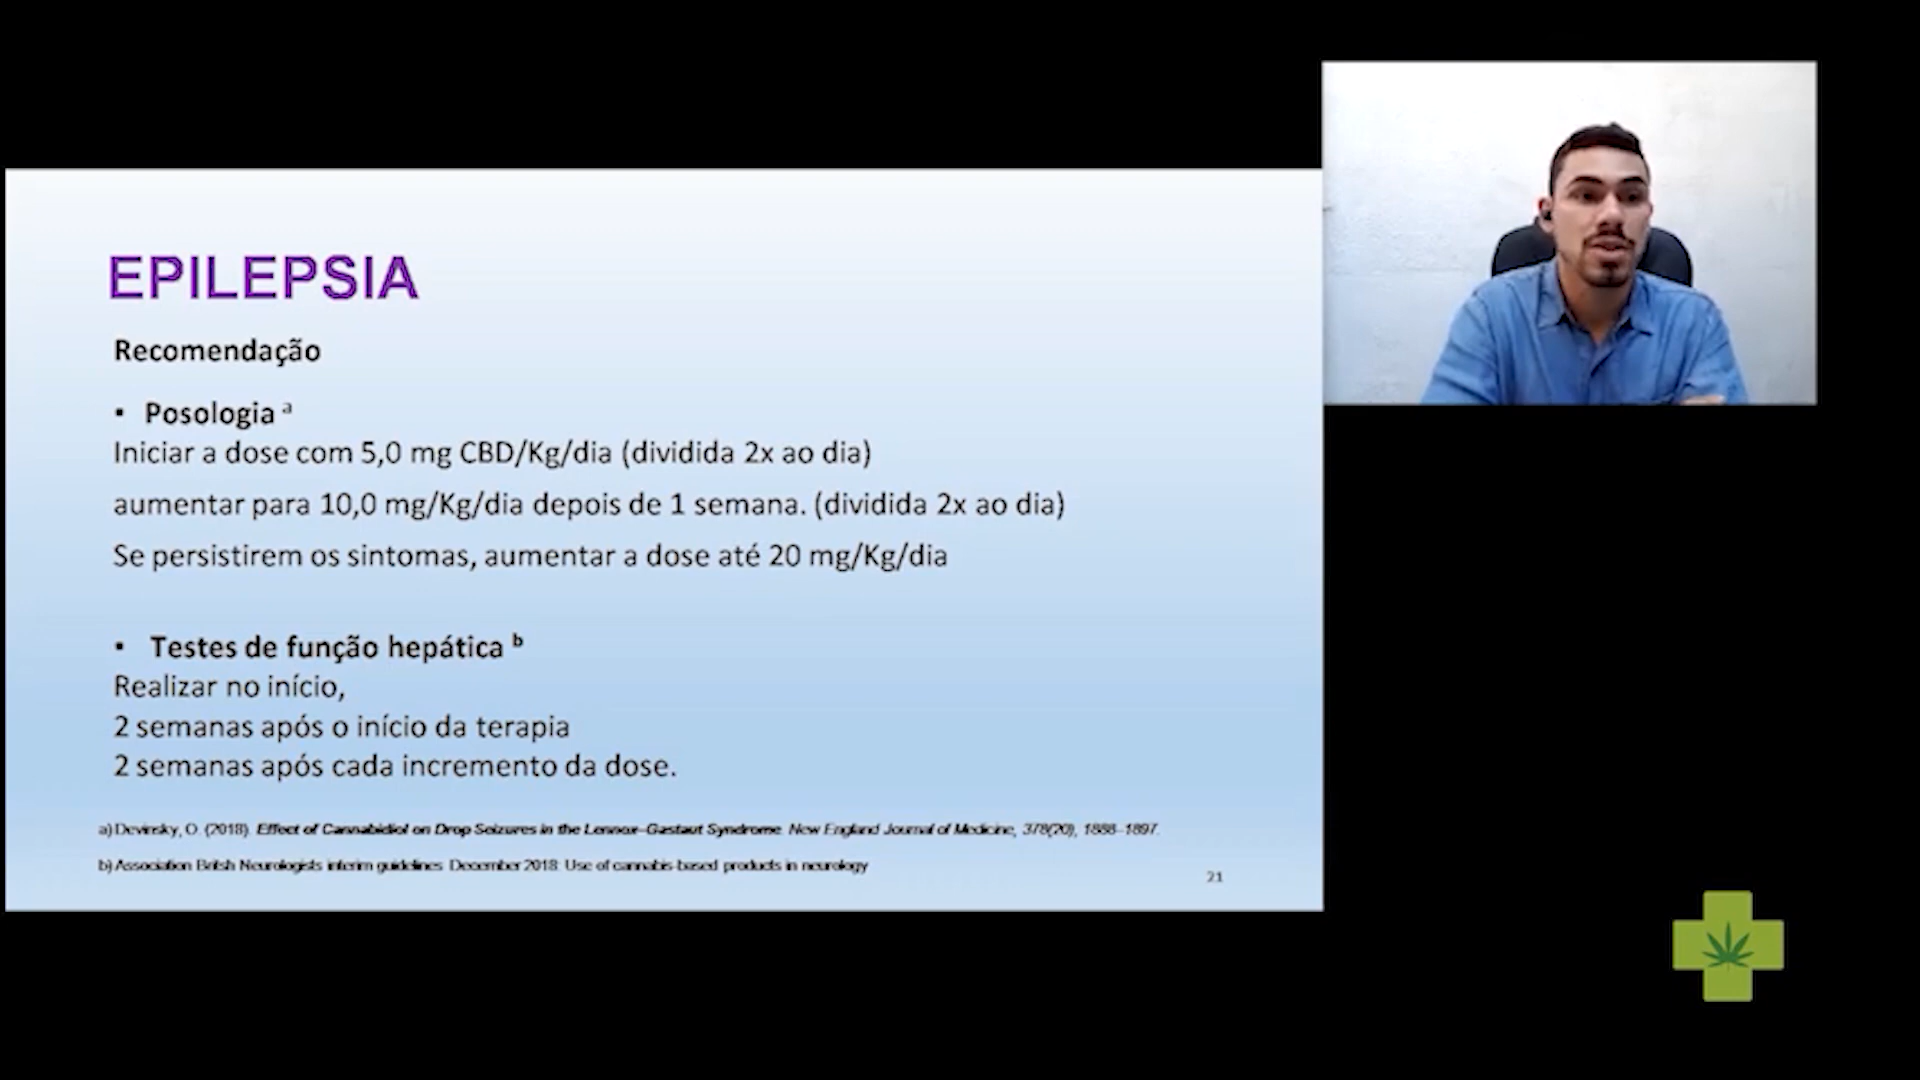 EPILEPSIA
Recomendação
• Posologia ª
Iniciar a dose com 5,0 mg CBD/Kg/dia (dividida 2x ao dia)
aumentar para 10,0 mg/Kg/dia depois de 1 semana. (dividida 2x ao dia)
Se persistirem os sintomas, aumentar a dose até 20 mg/Kg/dia
• Testes de função hepática ᵇ
Realizar no início,
2 semanas após o início da terapia
2 semanas após cada incremento da dose.
a) Devinsky, O. (2018). Effect of Cannabidiol on Drop Seizures in the Lennox–Gastaut Syndrome. New England Journal of Medicine, 378(20), 1888–1897.
b) Association British Neurologists interim guidelines December 2018. Use of cannabis-based products in neurology
21